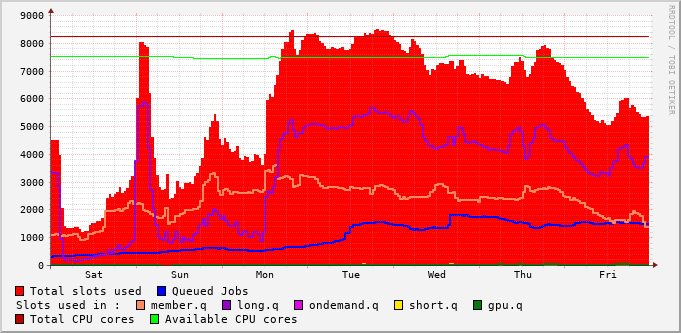 9000
8000
7000
6000
5000
4000
3000
2000
1000
0
Sat Sun Mon Tue Wed Thu Fri
RRDTOOL / TOBI OETIKER
Total slots used Queued Jobs
Slots used in : member.q long.q ondemand.q short.q gpu.q
Total CPU cores Available CPU cores